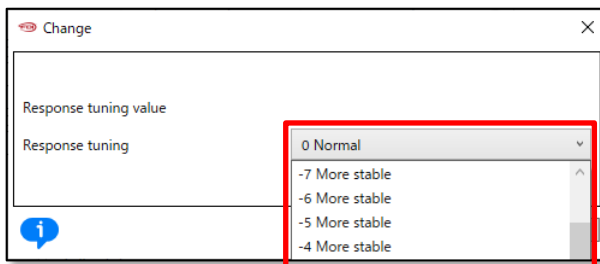 Change
Response tuning value
Response tuning
0 Normal
-7 More stable
-6 More stable
-5 More stable
-4 More stable